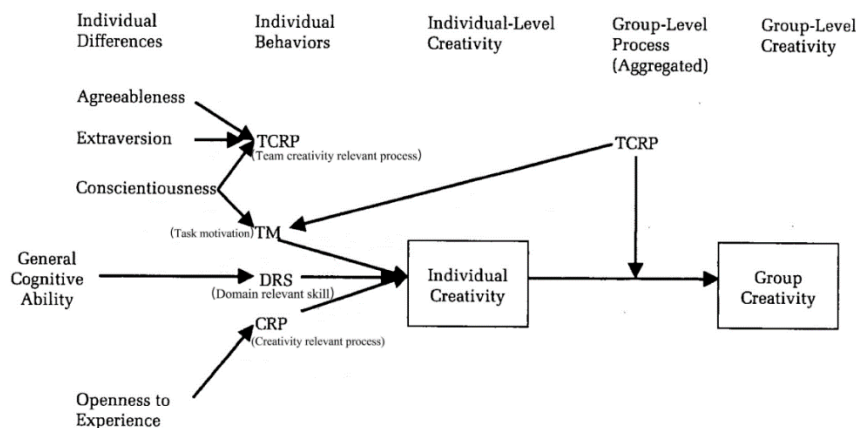 Individual
Differences
Individual
Behaviors
Individual-Level
Creativity
Group-Level
Process
(Aggregated)
Group-Level
Creativity
Agreeableness
Extraversion
TCRP
(Team creativity relevant process)
TCRP
Conscientiousness
(Task motivation) TM
General
Cognitive
Ability
DRS
(Domain relevant skill)
Individual
Creativity
Group
Creativity
CRP
(Creativity relevant process)
Openness to
Experience